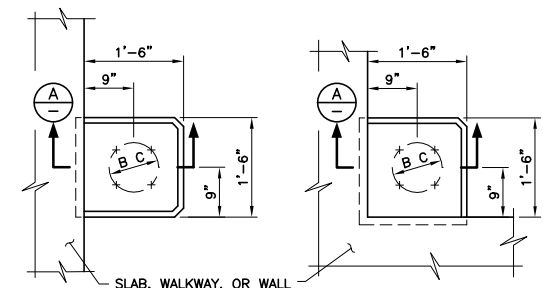 1'-6"
9"
A
–
B C
9"
1'-6"
1'-6"
9"
A
–
B C
9"
1'-6"
SLAB, WALKWAY, OR WALL